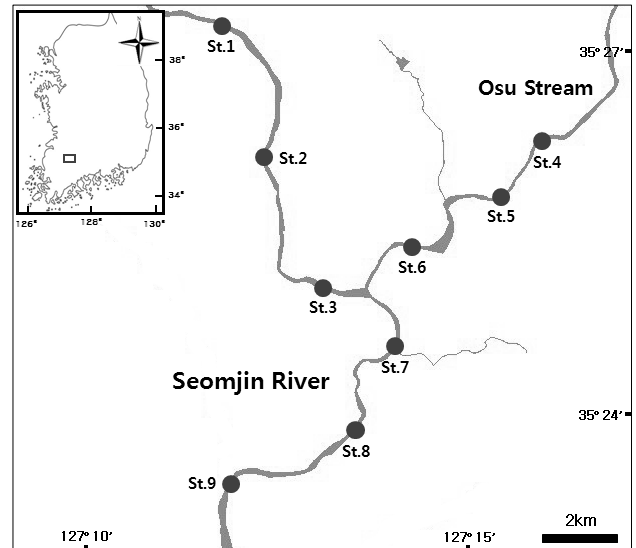 N
38°
36°
34°
126°
128°
130°
St.1
35° 27'
Osu Stream
St.2
St.4
St.5
St.6
St.3
St.7
Seomjin River
35° 24'
St.8
St.9
127° 10'
127° 15'
2km